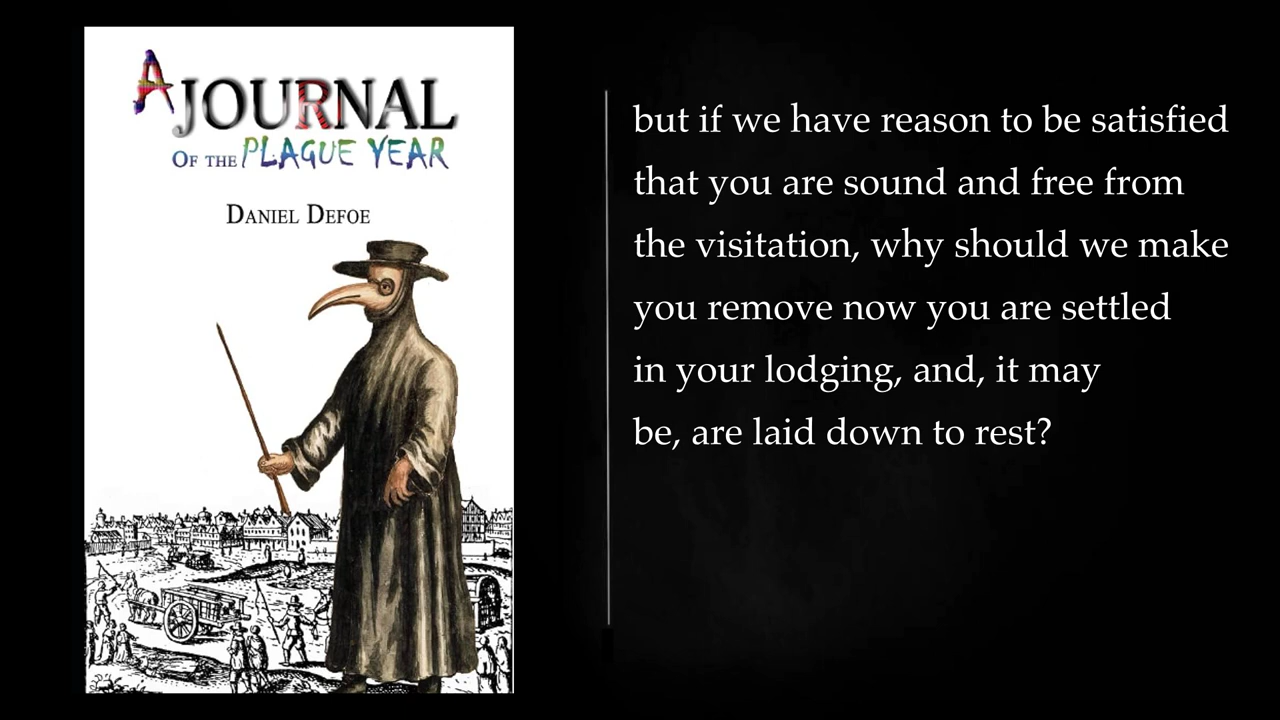 A JOURNAL
OF THE PLAGUE YEAR
DANIEL DEFOE
but if we have reason to be satisfied
that you are sound and free from
the visitation, why should we make
you remove now you are settled
in your lodging, and, it may
be, are laid down to rest?